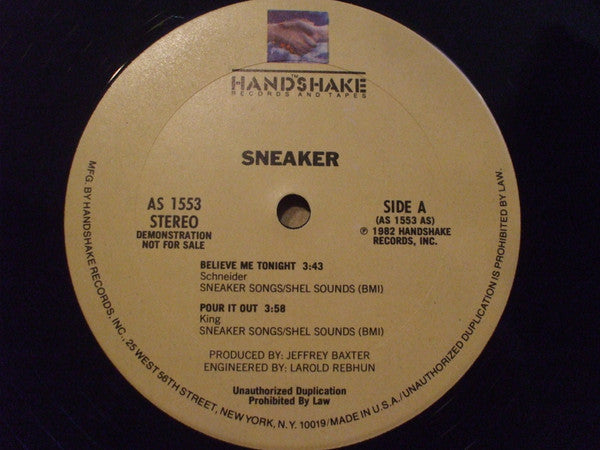 HANDSHAKE
RECORDS AND TAPES
SNEAKER
AS 1553
STEREO
DEMONSTRATION
NOT FOR SALE
SIDE A
(AS 1553 AS)
℗ 1982 HANDSHAKE
RECORDS, INC.
BELIEVE ME TONIGHT 3:43
Schneider
SNEAKER SONGS/SHEL SOUNDS (BMI)
POUR IT OUT 3:58
King
SNEAKER SONGS/SHEL SOUNDS (BMI)
PRODUCED BY: JEFFREY BAXTER
ENGINEERED BY: LAROLD REBHUN
Unauthorized Duplication
Prohibited By Law
MFG. BY HANDSHAKE RECORDS, INC., 25 WEST 56TH STREET, NEW YORK, N.Y. 10019/MADE IN U.S.A./UNAUTHORIZED DUPLICATION IS PROHIBITED BY LAW.